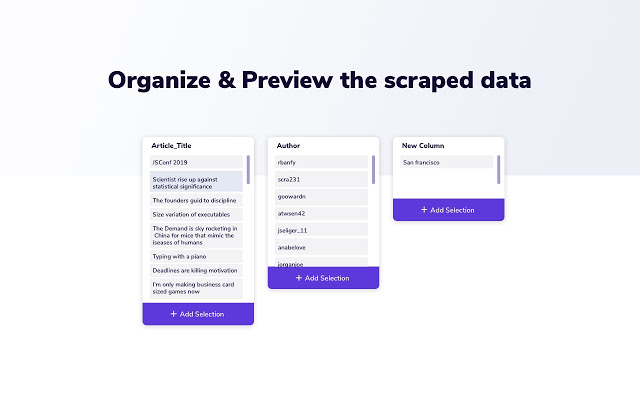 Organize & Preview the scraped data
Article_Title
JSConf 2019
Scientist rise up against
statistical significance
The founders guid to discipline
Size variation of executables
The Demand is sky rocketing in
China for mice that mimic the
iseases of humans
Typing with a piano
Deadlines are killing motivation
I'm only making business card
sized games now
+ Add Selection
Author
rbanfy
scra231
goowardn
atwsen42
jseliger_11
anabelove
jorganjoe
+ Add Selection
New Column
San francisco
+ Add Selection